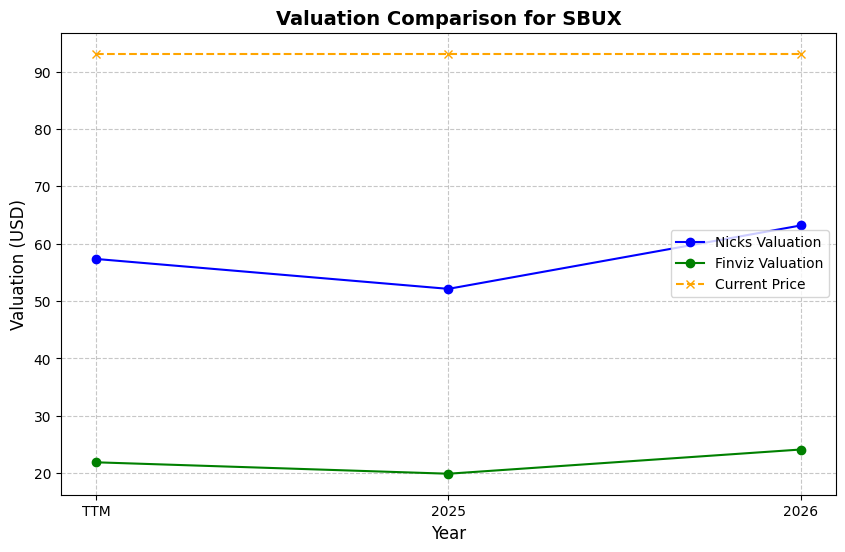 Valuation Comparison for SBUX
Valuation (USD)
90
80
70
60
50
40
30
20
Nicks Valuation
Finviz Valuation
Current Price
TTM
2025
2026
Year